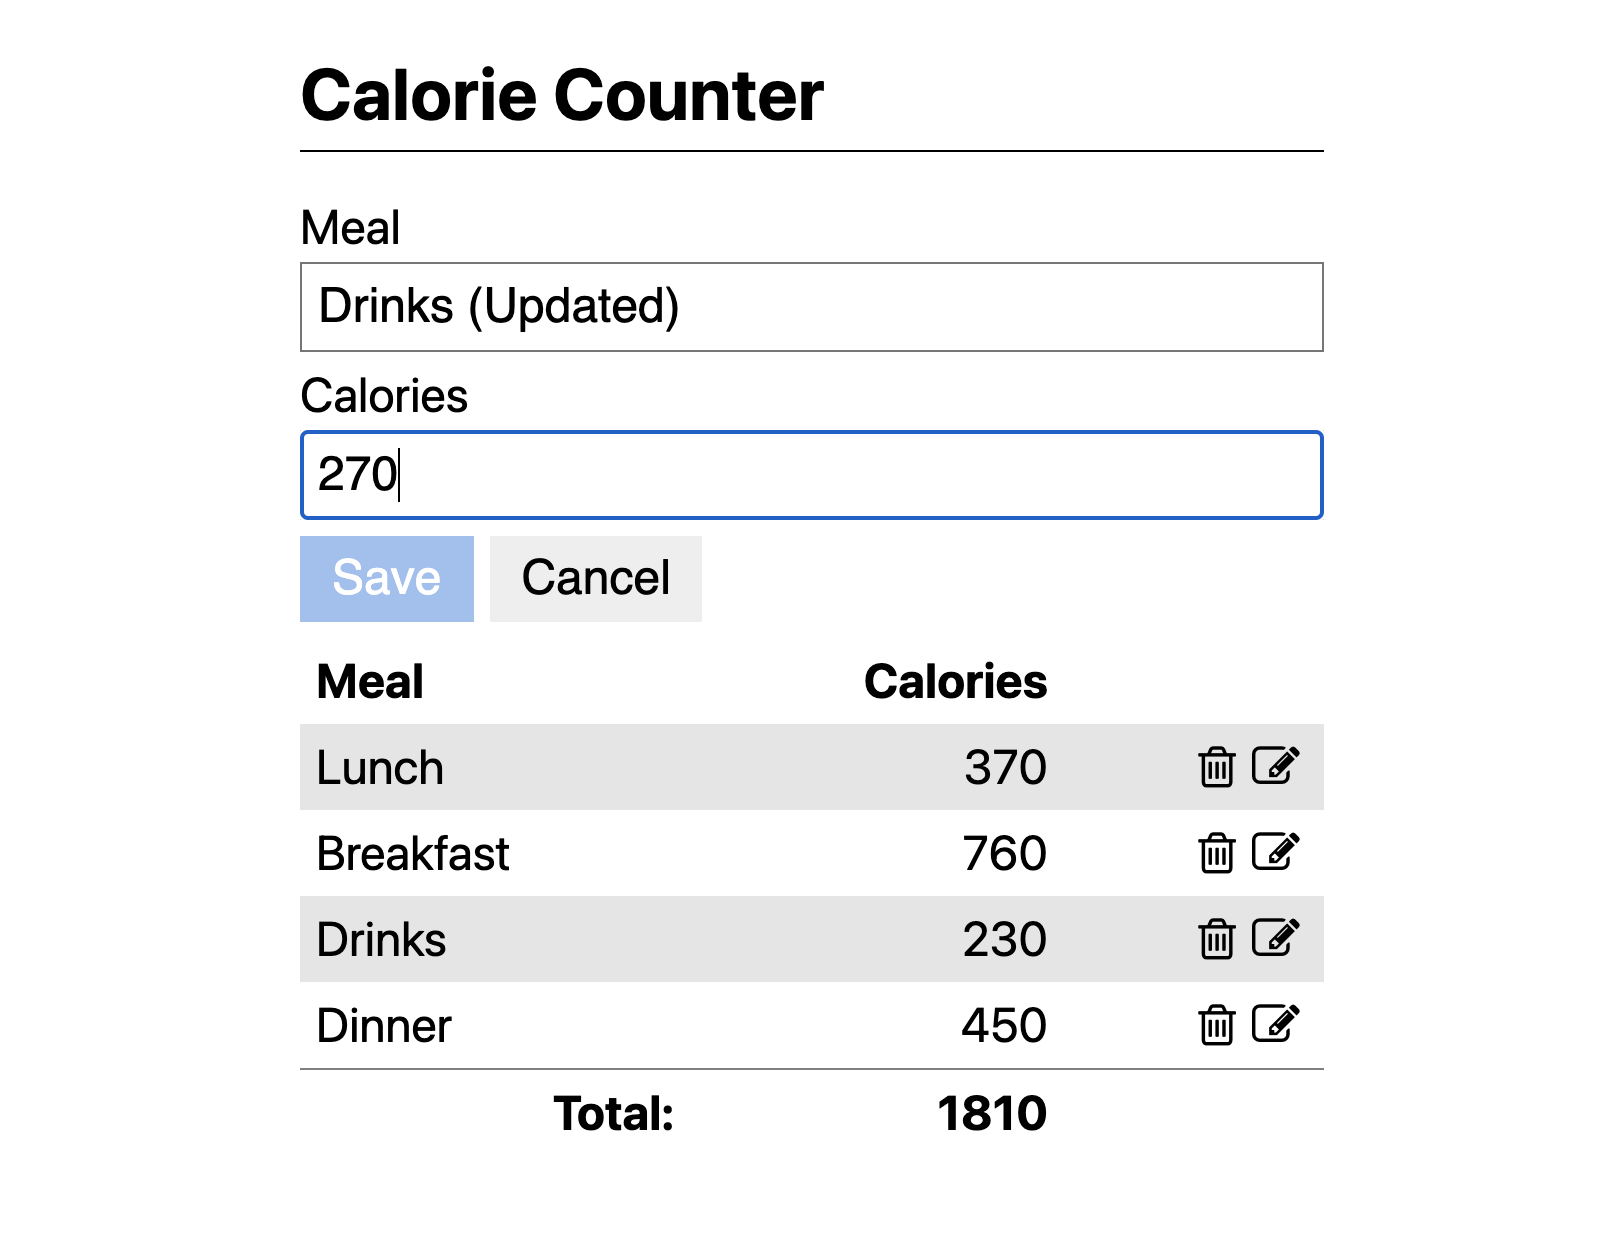 Calorie Counter
Meal
Drinks (Updated)
Calories
270
Save Cancel
Meal Calories
Lunch 370
Breakfast 760
Drinks 230
Dinner 450
Total: 1810